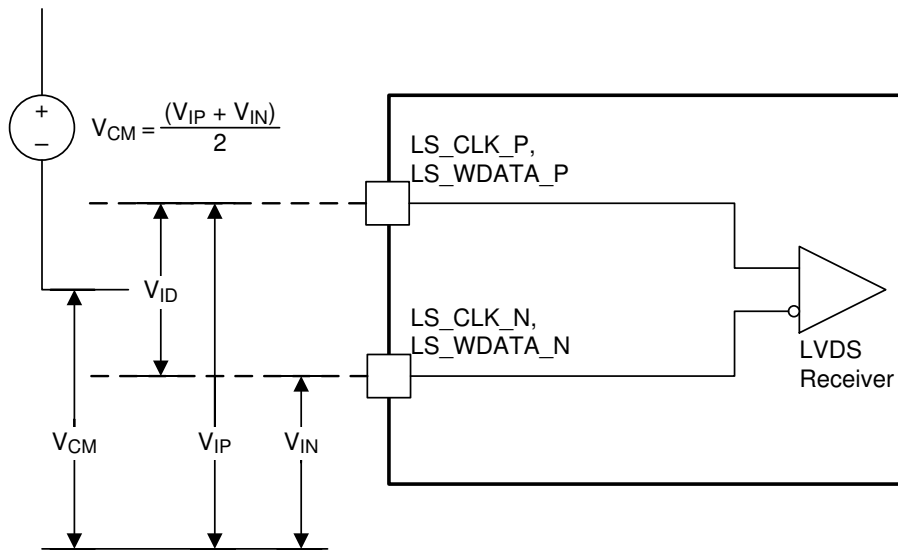 +
−
V_CM = (V_IP + V_IN)
2
LS_CLK_P,
LS_WDATA_P
V_ID
LS_CLK_N,
LS_WDATA_N
LVDS
Receiver
V_CM
V_IP
V_IN